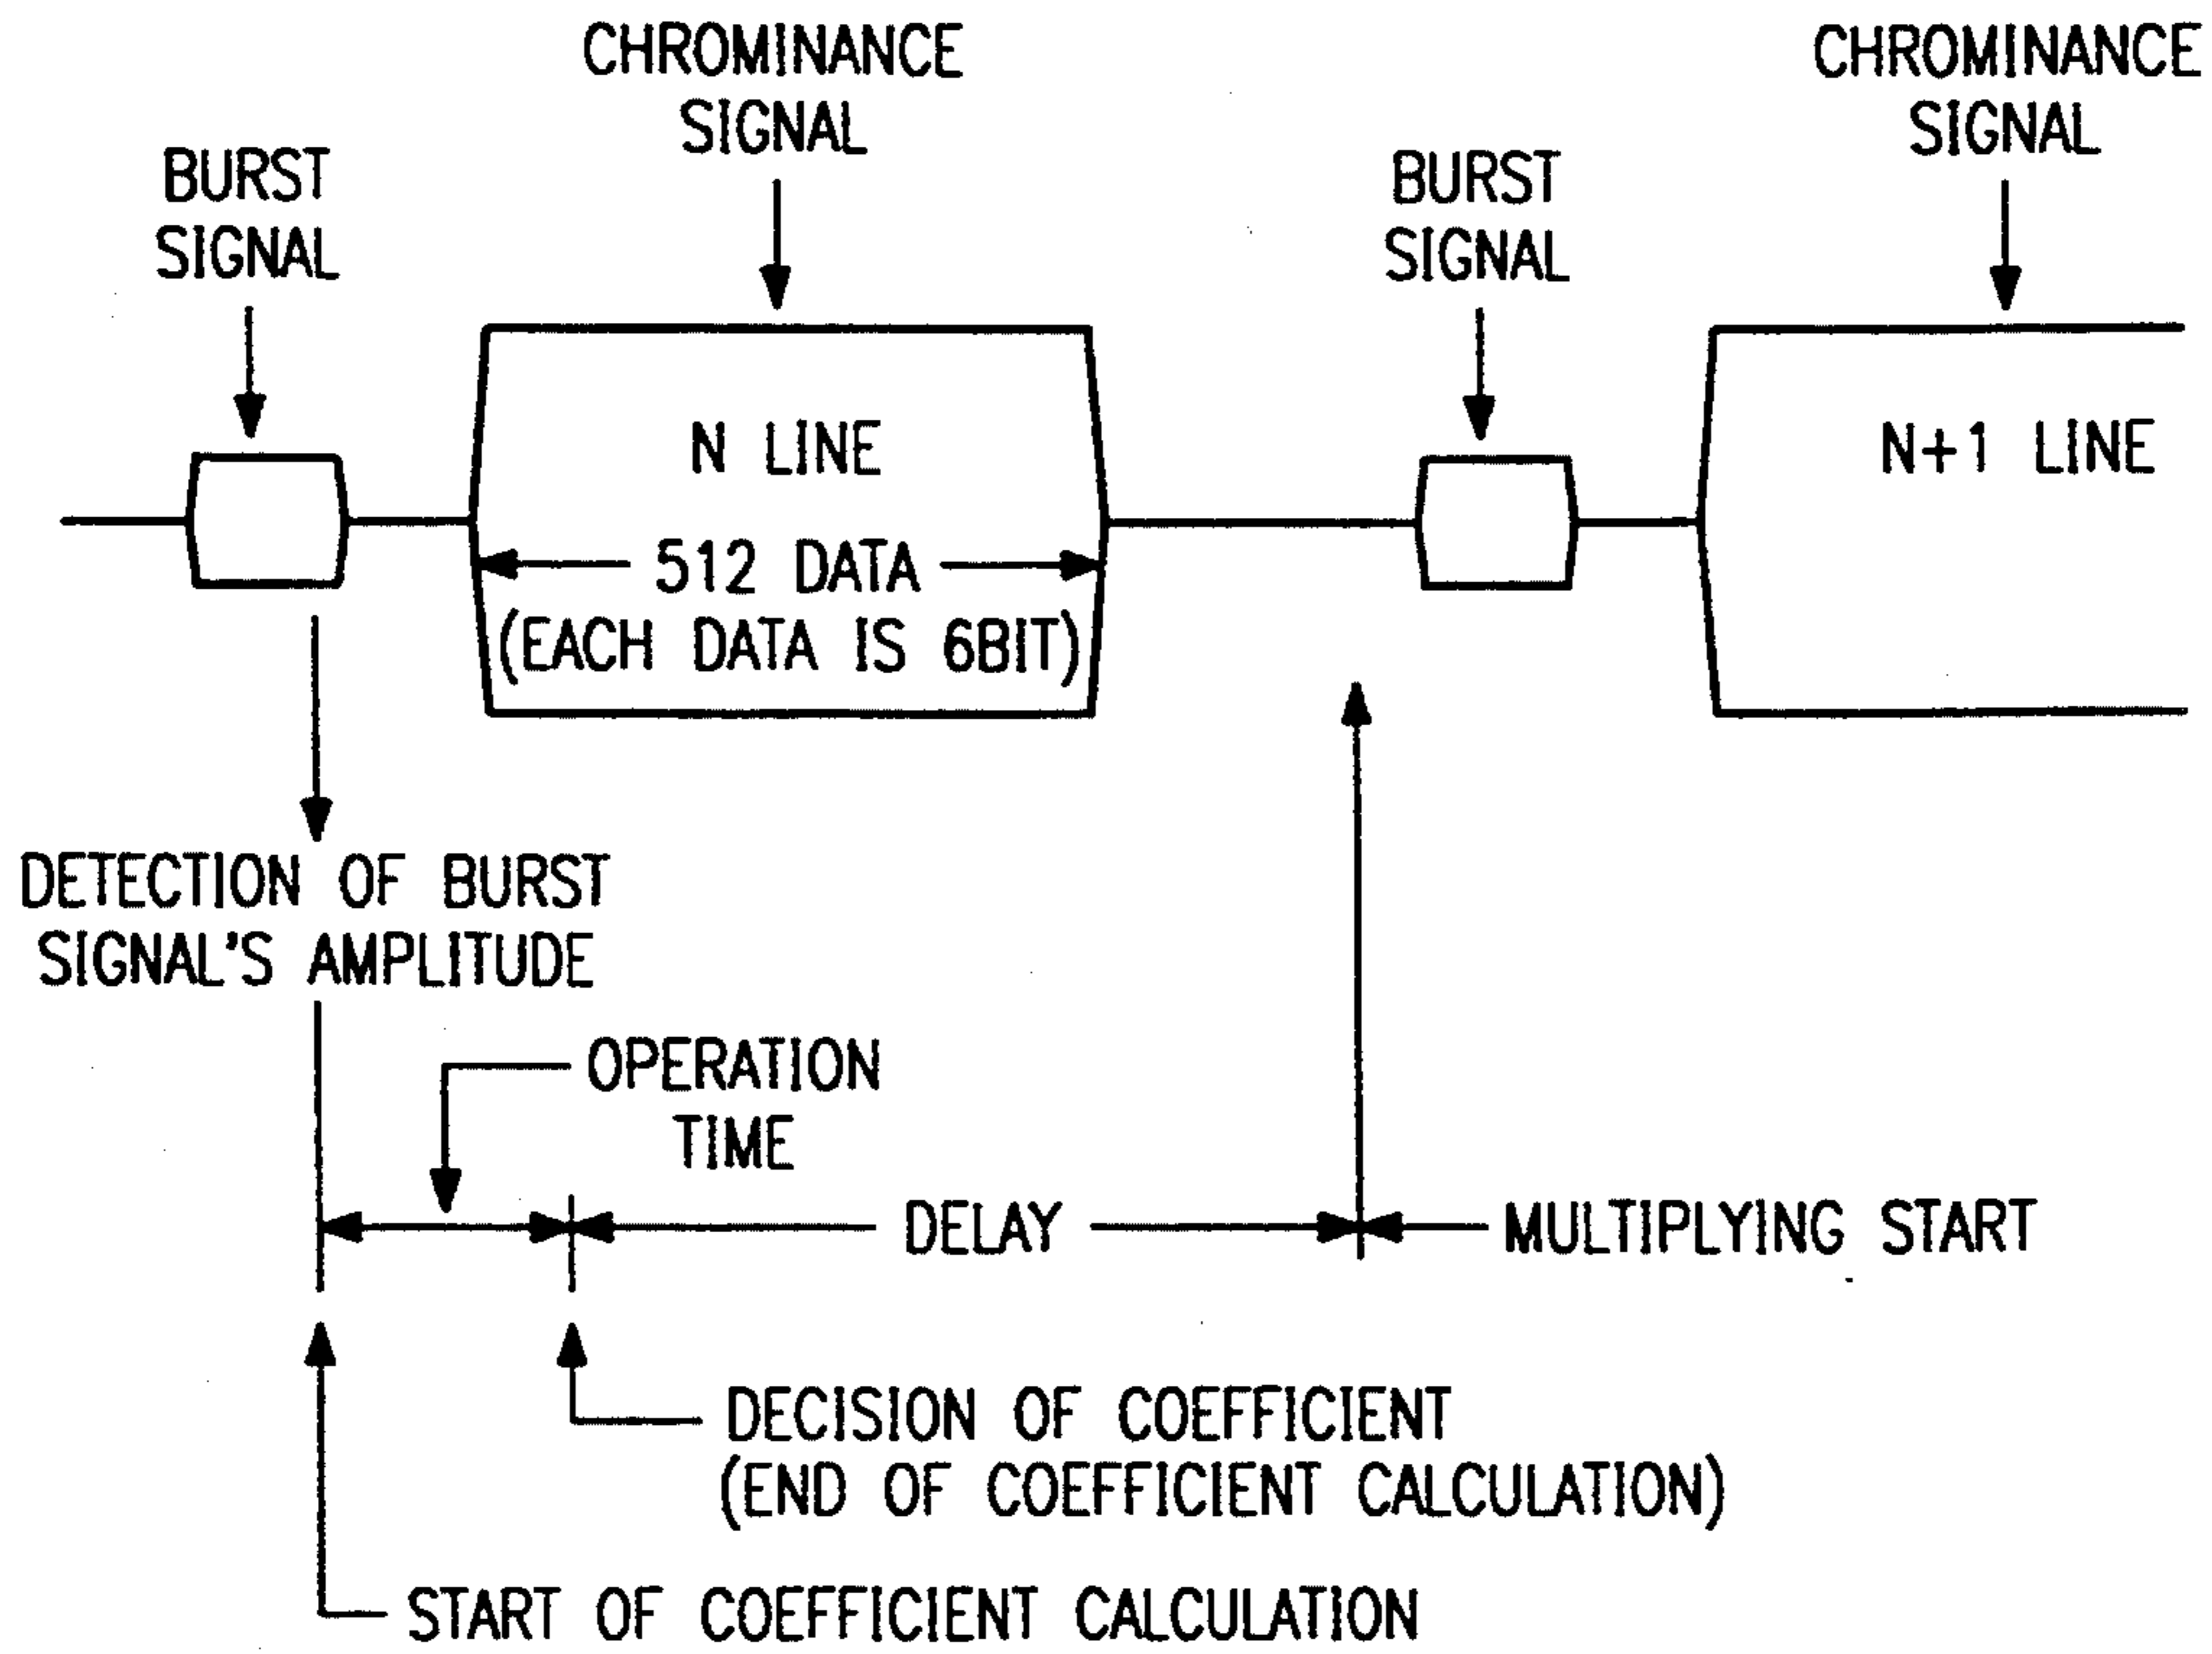 CHROMINANCE
SIGNAL
CHROMINANCE
SIGNAL
BURST
SIGNAL
BURST
SIGNAL
N LINE
N+1 LINE
512 DATA
(EACH DATA IS 6BIT)
DETECTION OF BURST
SIGNAL'S AMPLITUDE
OPERATION
TIME
DELAY
MULTIPLYING START
DECISION OF COEFFICIENT
(END OF COEFFICIENT CALCULATION)
START OF COEFFICIENT CALCULATION